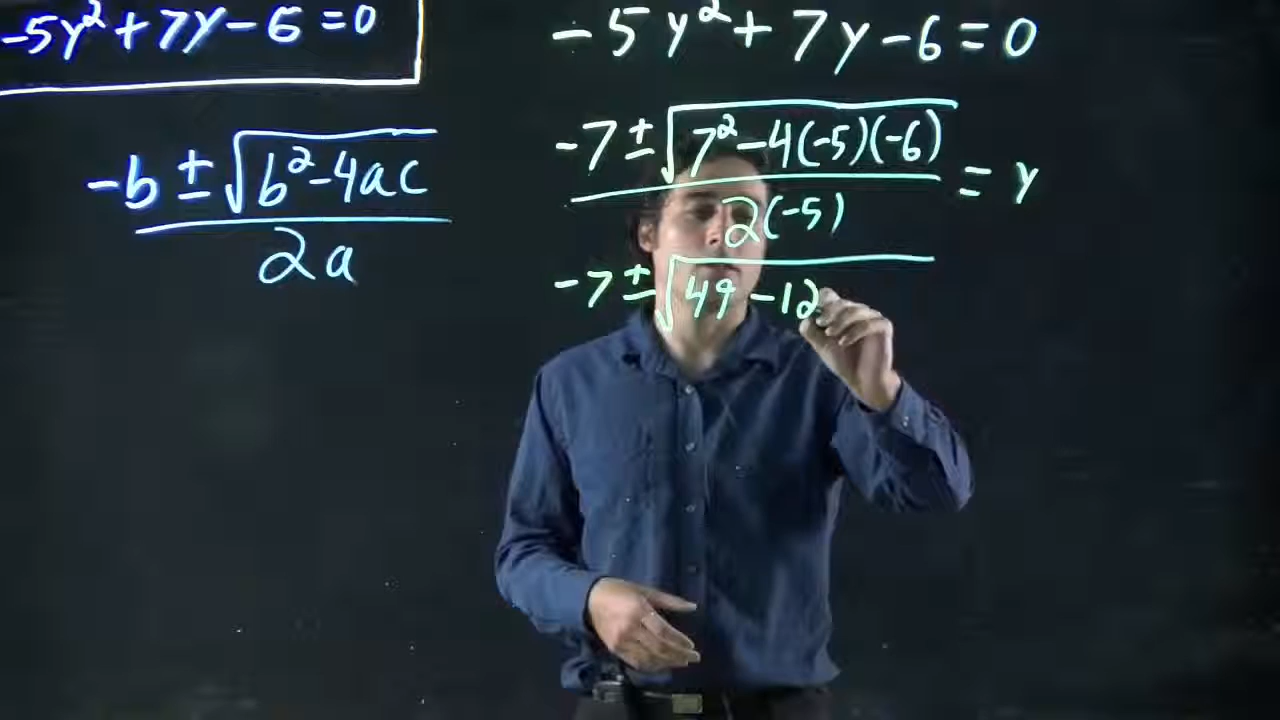 -5y² + 7y - 6 = 0
-b ± √(b² - 4ac)
2a
-5y² + 7y - 6 = 0
-7 ± √(7² - 4(-5)(-6)) = y
2(-5)
-7 ± √(49 - 12